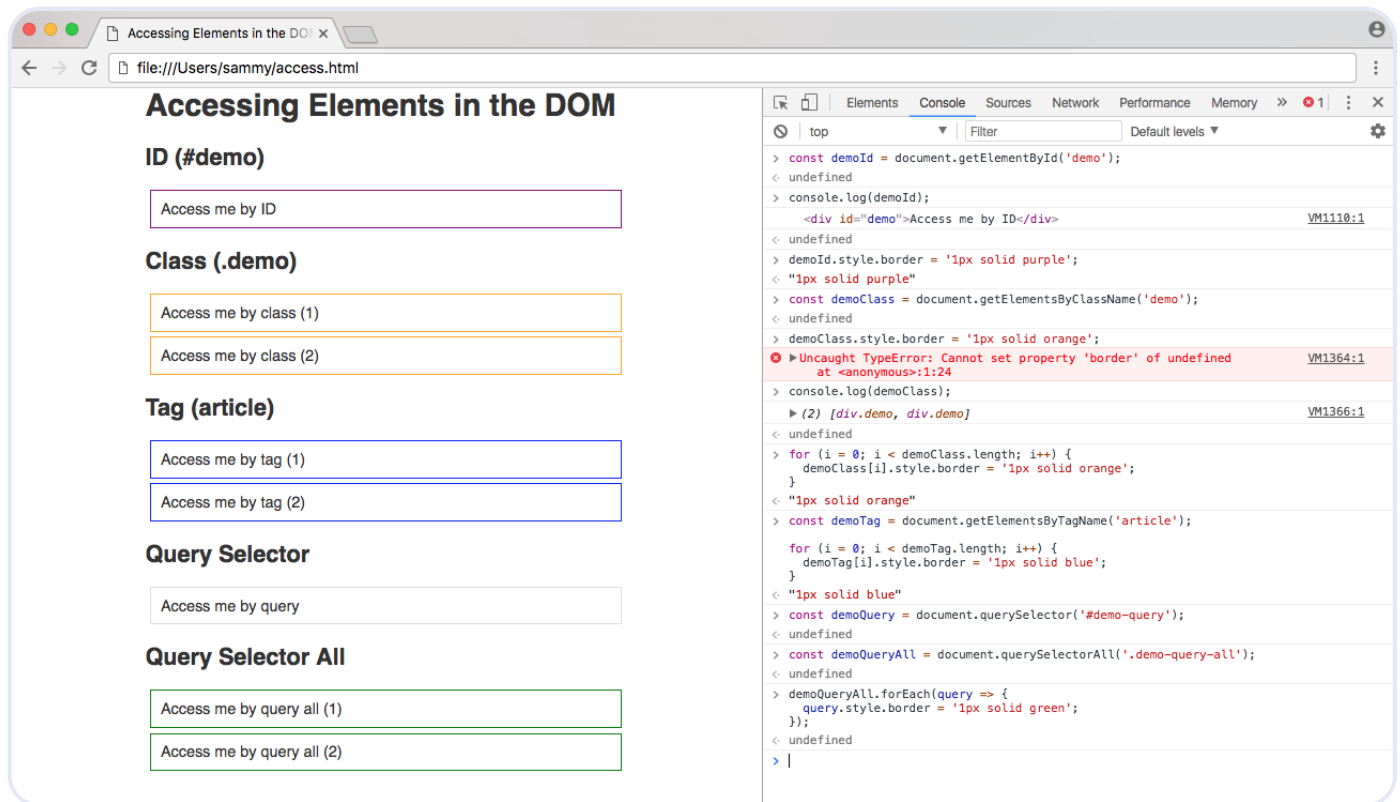 Accessing Elements in the DO
file:///Users/sammy/access.html
Accessing Elements in the DOM
ID (#demo)
Access me by ID
Class (.demo)
Access me by class (1)
Access me by class (2)
Tag (article)
Access me by tag (1)
Access me by tag (2)
Query Selector
Access me by query
Query Selector All
Access me by query all (1)
Access me by query all (2)
Elements Console Sources Network Performance Memory » 1
top Filter Default levels
> const demoId = document.getElementById('demo');
undefined
> console.log(demoId);
<div id="demo">Access me by ID</div> VM1110:1
undefined
> demoId.style.border = '1px solid purple';
"1px solid purple"
> const demoClass = document.getElementsByClassName('demo');
undefined
> demoClass.style.border = '1px solid orange';
Uncaught TypeError: Cannot set property 'border' of undefined VM1364:1
at <anonymous>:1:24
> console.log(demoClass);
(2) [div.demo, div.demo] VM1366:1
undefined
> for (i = 0; i < demoClass.length; i++) {
demoClass[i].style.border = '1px solid orange';
}
"1px solid orange"
> const demoTag = document.getElementsByTagName('article');
for (i = 0; i < demoTag.length; i++) {
demoTag[i].style.border = '1px solid blue';
}
"1px solid blue"
> const demoQuery = document.querySelector('#demo-query');
undefined
> const demoQueryAll = document.querySelectorAll('.demo-query-all');
undefined
> demoQueryAll.forEach(query => {
query.style.border = '1px solid green';
});
undefined
>